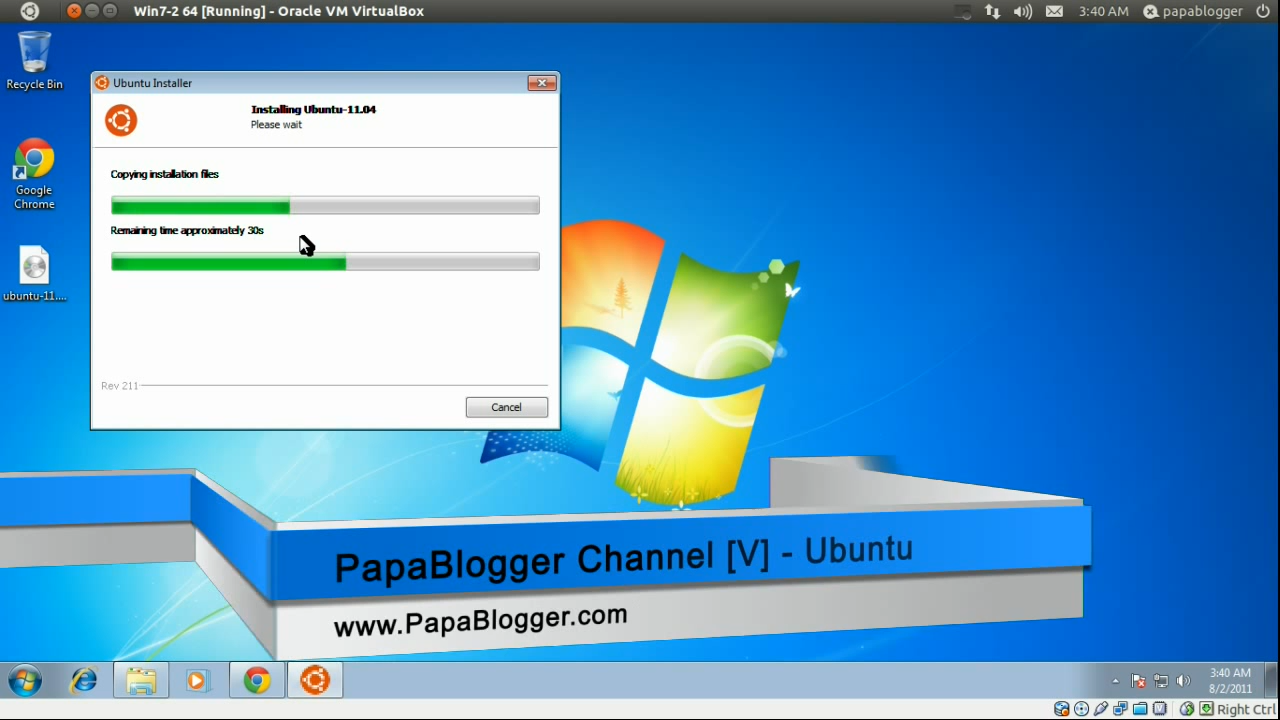 Win7-2 64 [Running] - Oracle VM VirtualBox
3:40 AM
papablogger
Recycle Bin
Ubuntu Installer
Installing Ubuntu-11.04
Please wait
Copying installation files
Remaining time approximately 30s
Google
Chrome
ubuntu-11....
Rev 211
Cancel
PapaBlogger Channel [V] - Ubuntu
www.PapaBlogger.com
3:40 AM
8/2/2011
Right Ctrl